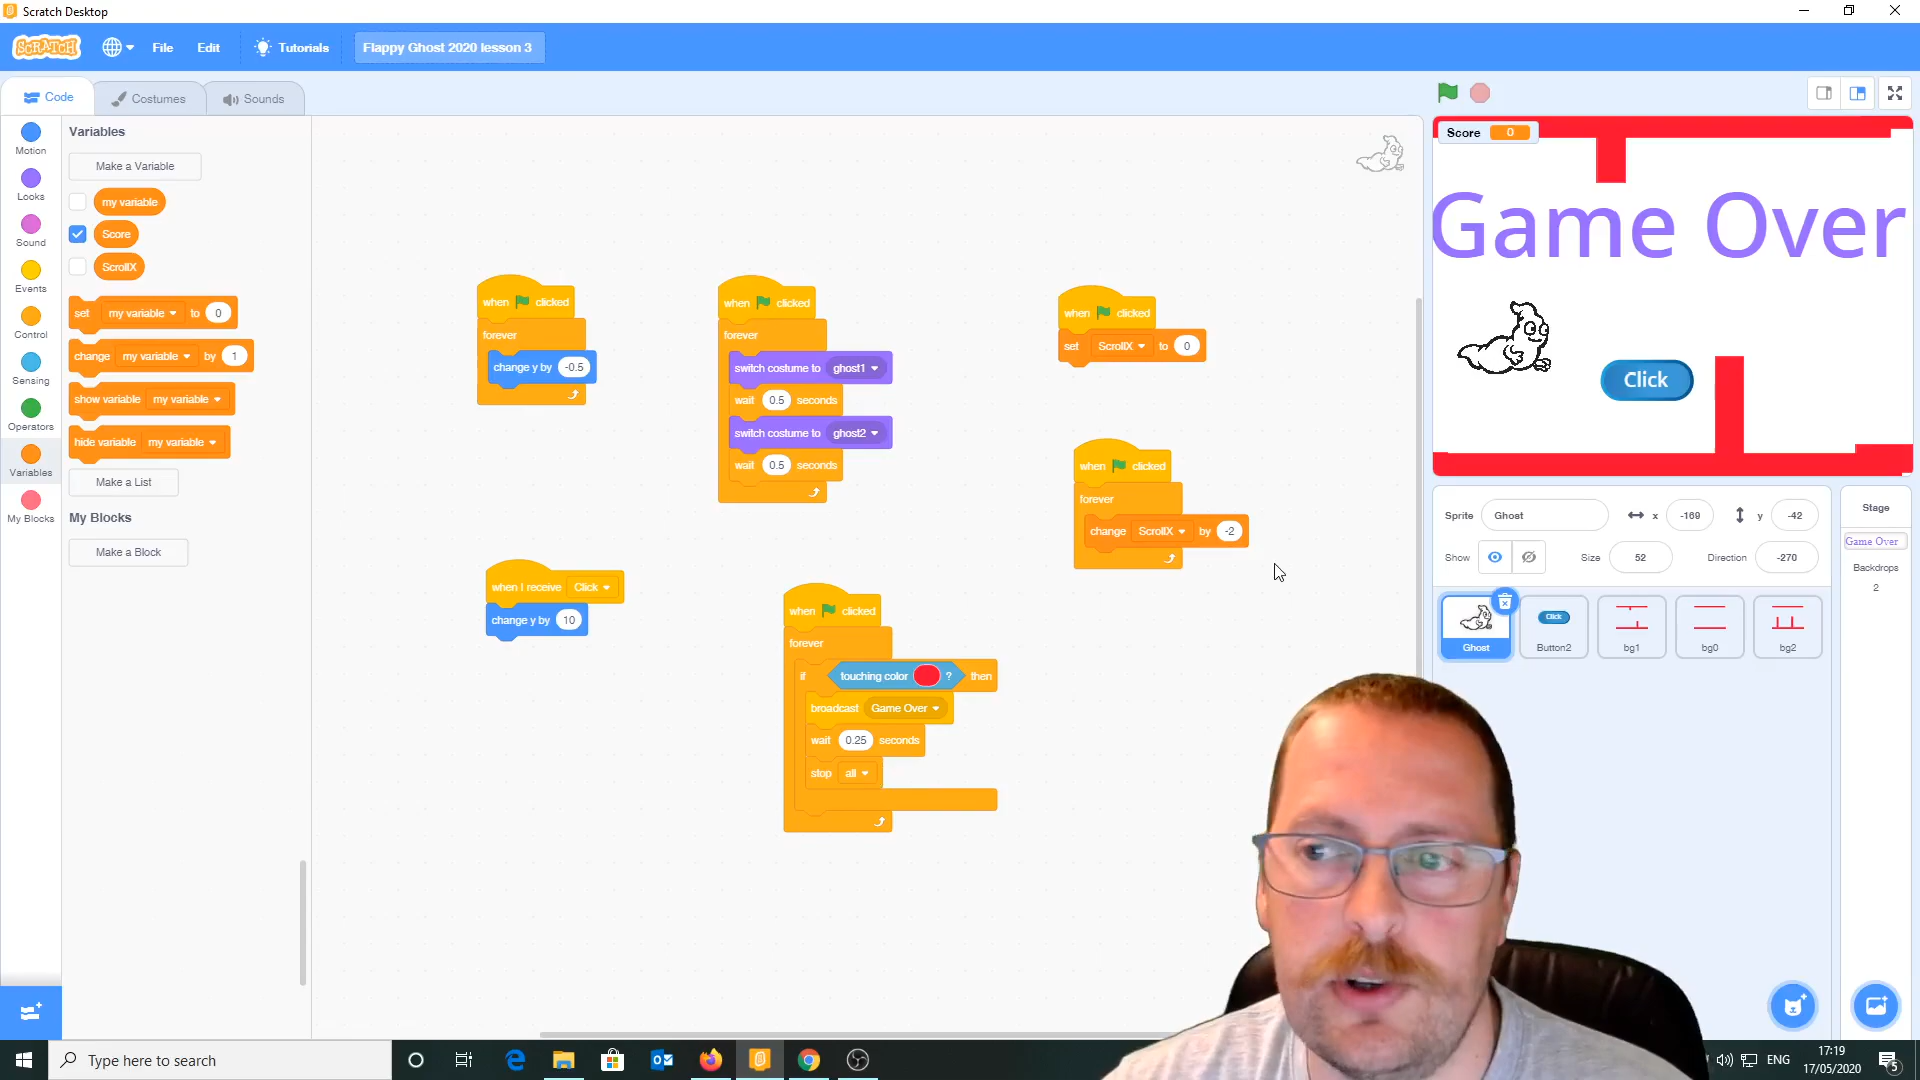 Scratch Desktop
SCRATCH File Edit Tutorials Flappy Ghost 2020 lesson 3
Code Costumes Sounds
Motion
Looks
Sound
Events
Control
Sensing
Operators
Variables
My Blocks
Variables
Make a Variable
my variable
Score
ScrollX
set my variable to 0
change my variable by 1
show variable my variable
hide variable my variable
Make a List
My Blocks
Make a Block
when clicked
forever
change y by -0.5
when clicked
forever
switch costume to ghost1
wait 0.5 seconds
switch costume to ghost2
wait 0.5 seconds
when clicked
set ScrollX to 0
when clicked
forever
change ScrollX by -2
when I receive Click
change y by 10
when clicked
forever
if touching color ? then
broadcast Game Over
wait 0.25 seconds
stop all
Score 0
Game Over
Click
Sprite Ghost x -169 y -42
Show Size 52 Direction -270
Click
Ghost Button2 bg1 bg0 bg2
Stage
Game Over
Backdrops
2
Type here to search
ENG
17:19
17/05/2020
5